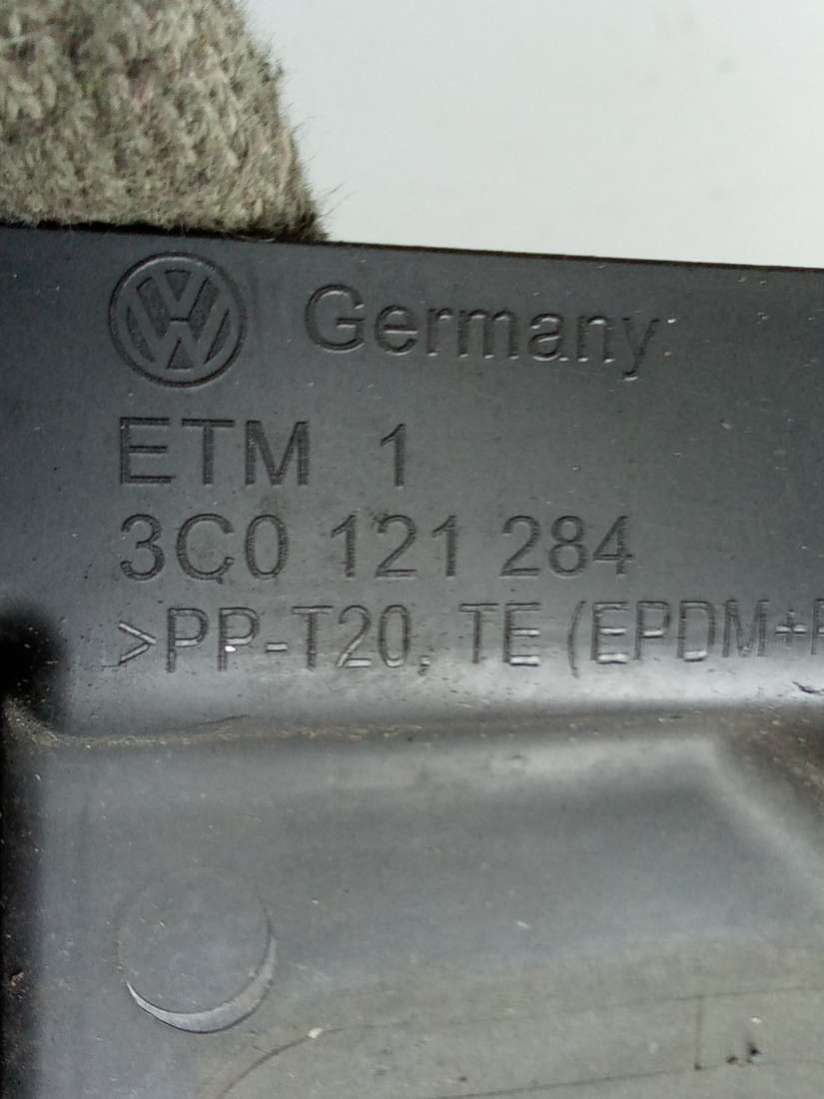 Germany
ETM 1
3C0 121 284
>PP-T20, TE (EPDM+